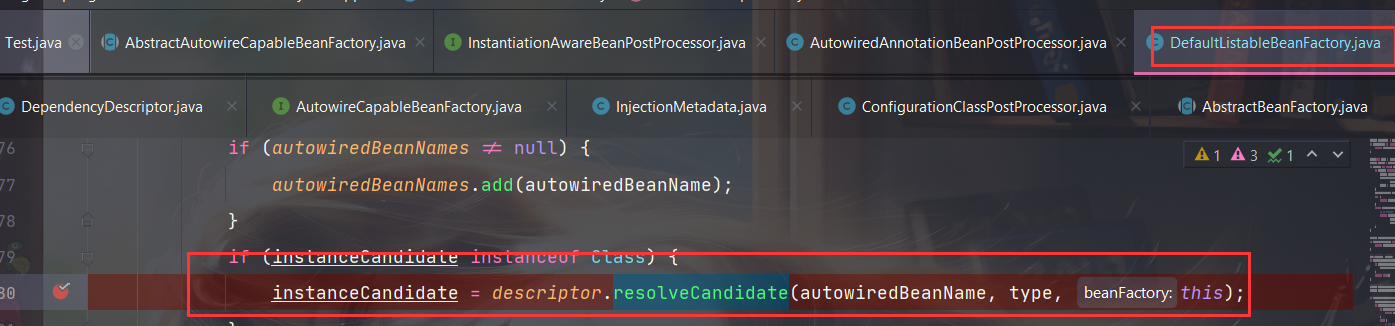 Test.java AbstractAutowireCapableBeanFactory.java InstantiationAwareBeanPostProcessor.java AutowiredAnnotationBeanPostProcessor.java DefaultListableBeanFactory.java
DependencyDescriptor.java AutowireCapableBeanFactory.java InjectionMetadata.java ConfigurationClassPostProcessor.java AbstractBeanFactory.java
76 if (autowiredBeanNames ≠ null) { 1 3 1
77 autowiredBeanNames.add(autowiredBeanName);
78 }
79 if (instanceCandidate instanceof Class) {
80 instanceCandidate = descriptor.resolveCandidate(autowiredBeanName, type, beanFactory: this);